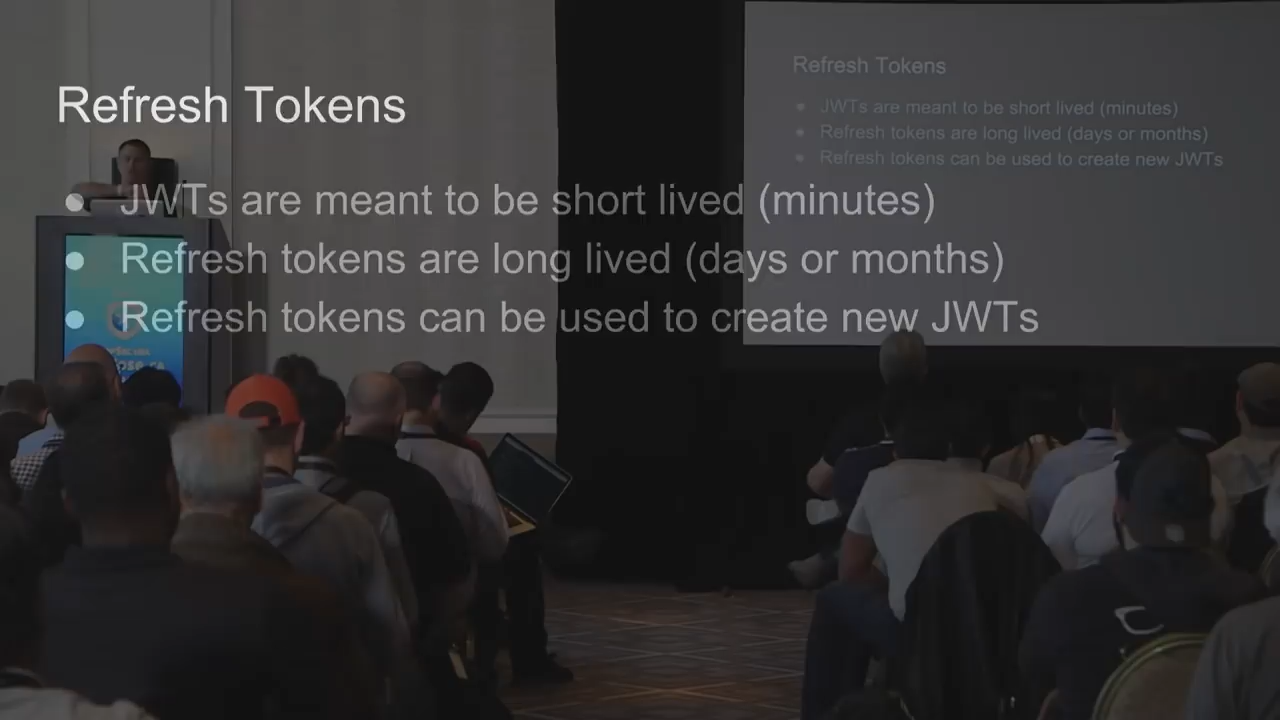 Refresh Tokens
● JWTs are meant to be short lived (minutes)
● Refresh tokens are long lived (days or months)
● Refresh tokens can be used to create new JWTs
Refresh Tokens
● JWTs are meant to be short lived (minutes)
● Refresh tokens are long lived (days or months)
● Refresh tokens can be used to create new JWTs